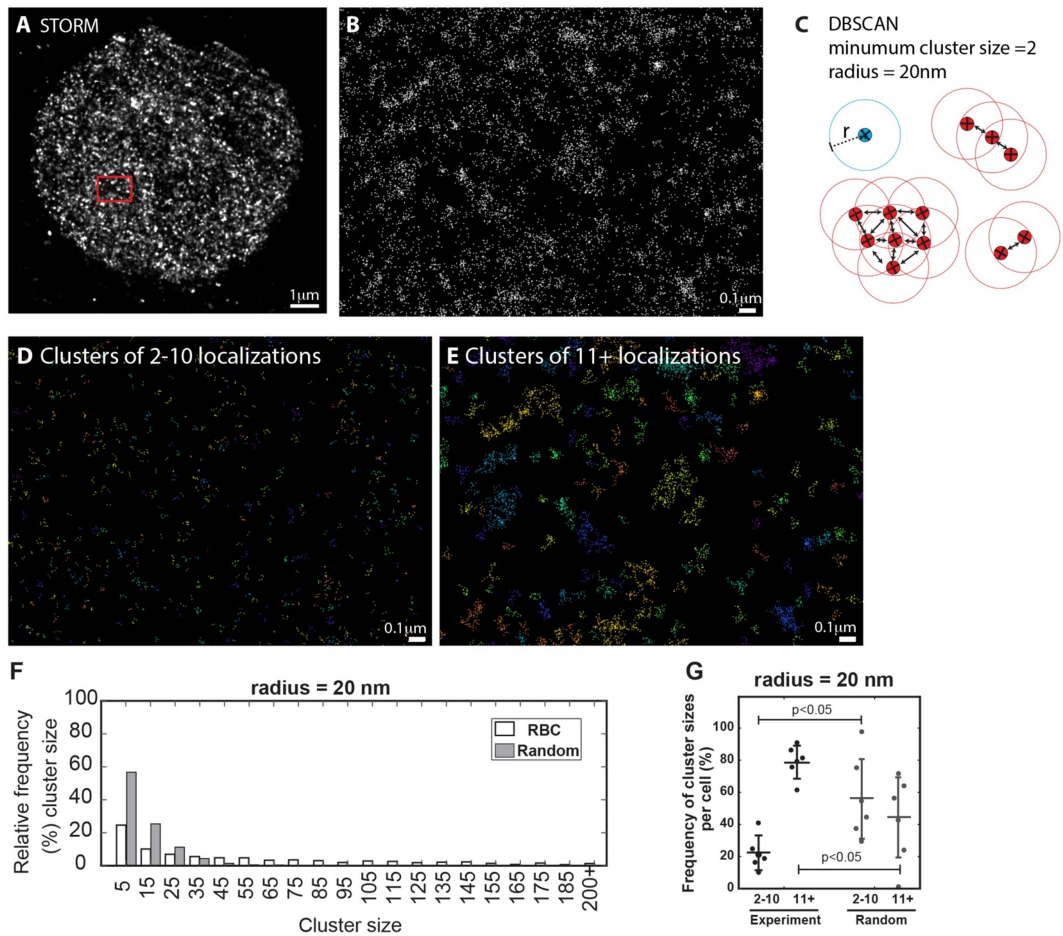 A STORM
1μm
B
0.1μm
C DBSCAN
minumum cluster size =2
radius = 20nm
r
D Clusters of 2-10 localizations
0.1μm
E Clusters of 11+ localizations
0.1μm
F
radius = 20 nm
Relative frequency
(%) cluster size
100
80
60
40
20
0
RBC
Random
5 15 25 35 45 55 65 75 85 95 105 115 125 135 145 155 165 175 185 200+
Cluster size
G
radius = 20 nm
Frequency of cluster sizes
per cell (%)
100
80
60
40
20
0
p<0.05
p<0.05
2-10 11+ 2-10 11+
Experiment Random